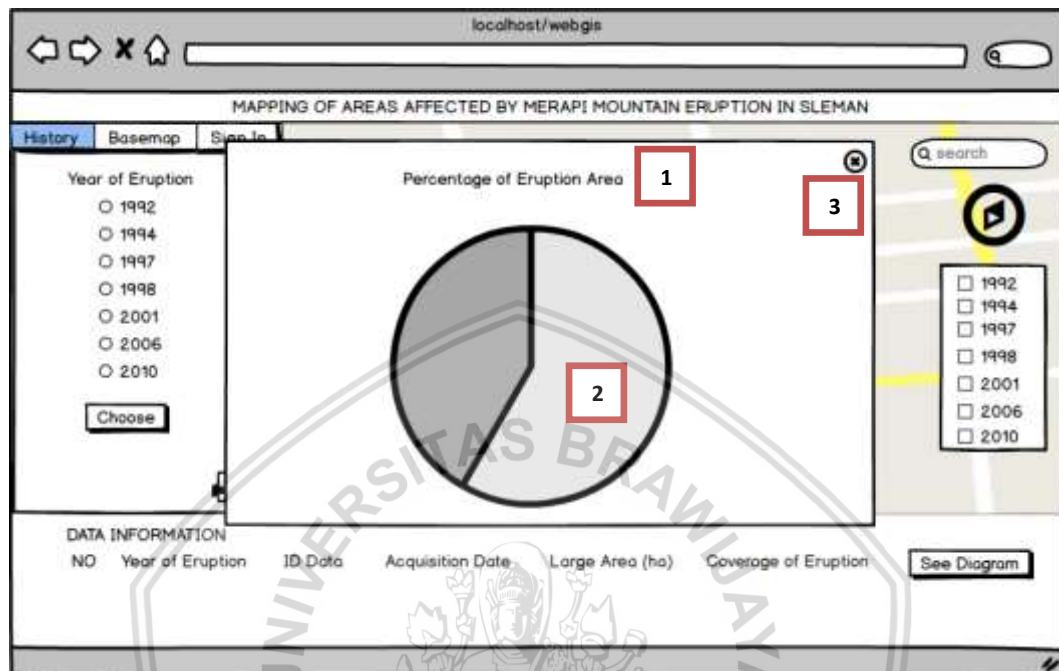 localhost/webgis
MAPPING OF AREAS AFFECTED BY MERAPI MOUNTAIN ERUPTION IN SLEMAN
History Basemap Sign In
search
Percentage of Eruption Area
1
3
2
Year of Eruption
1992
1994
1997
1998
2001
2006
2010
Choose
1992
1994
1997
1998
2001
2006
2010
DATA INFORMATION
NO Year of Eruption ID Data Acquisition Date Large Area (ha) Coverage of Eruption
See Diagram
UNIVERSITAS BRAWIJAYA